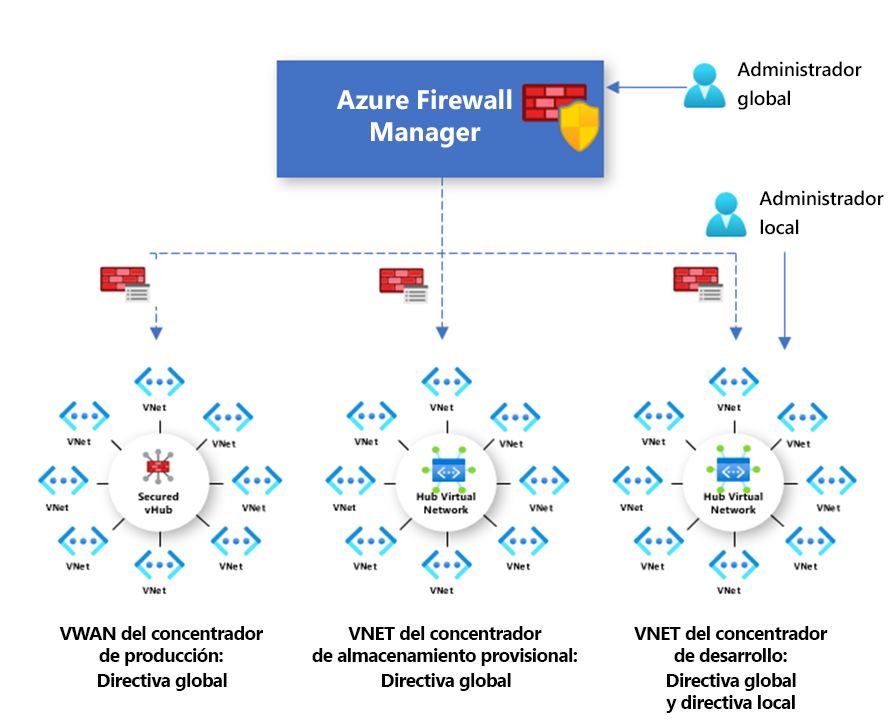 Azure Firewall
Manager
Administrador
global
Administrador
local
VNet
VNet
VNet
VNet
Secured
vHub
VNet
VNet
VNet
VNet
VNet
VNet
VNet
VNet
Hub Virtual
Network
VNet
VNet
VNet
VNet
VNet
VNet
VNet
VNet
Hub Virtual
Network
VNet
VNet
VNet
VNet
VWAN del concentrador
de producción:
Directiva global
VNET del concentrador
de almacenamiento provisional:
Directiva global
VNET del concentrador
de desarrollo:
Directiva global
y directiva local